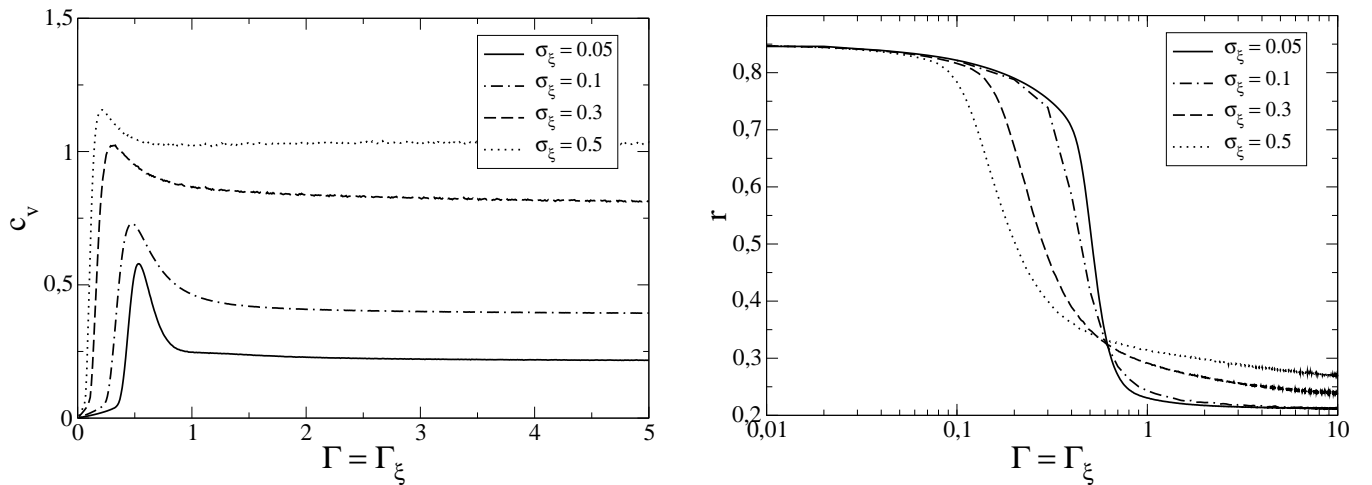 1,5
1
0,5
0
c_v
σ_ξ = 0.05
σ_ξ = 0.1
σ_ξ = 0.3
σ_ξ = 0.5
0 1 2 3 4 5
Γ = Γ_ξ
0,8
0,7
0,6
0,5
0,4
0,3
0,2
r
σ_ξ = 0.05
σ_ξ = 0.1
σ_ξ = 0.3
σ_ξ = 0.5
0,01 0,1 1 10
Γ = Γ_ξ